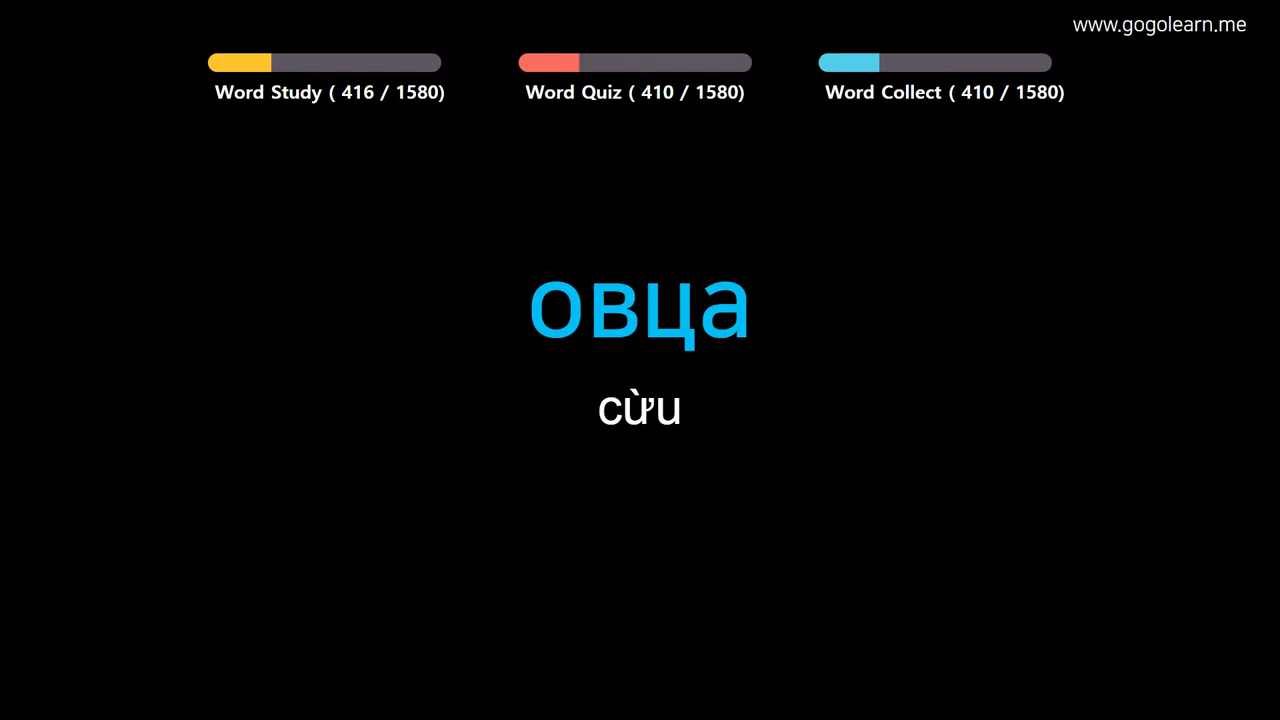 www.gogolearn.me
Word Study ( 416 / 1580)
Word Quiz ( 410 / 1580)
Word Collect ( 410 / 1580)
овца
cừu